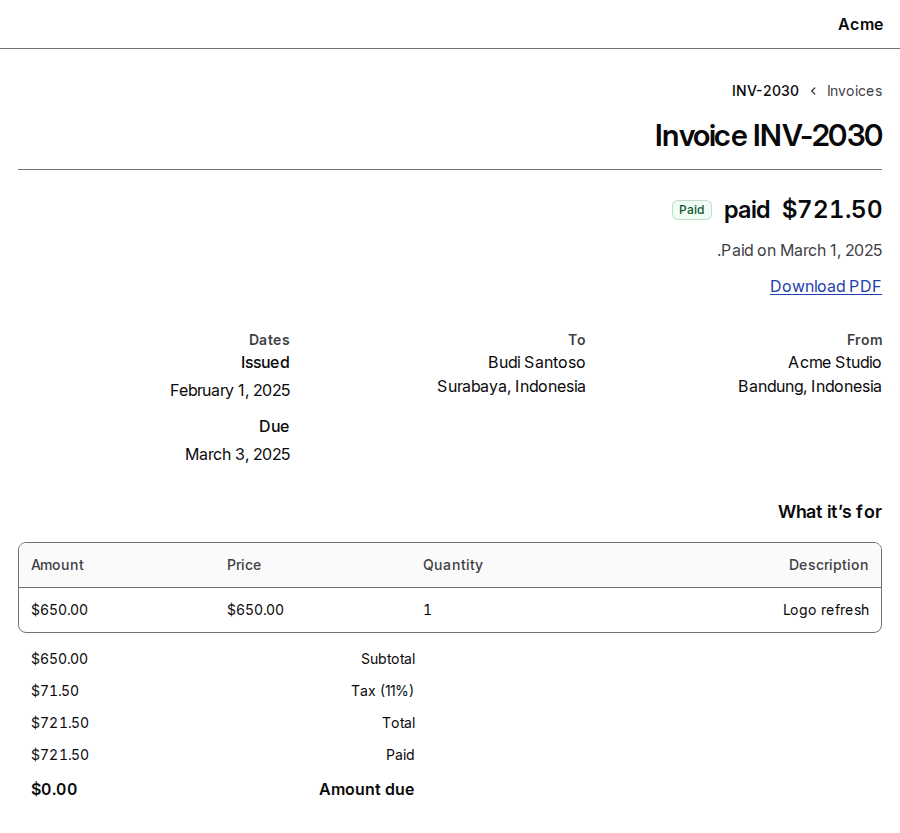 Acme
Invoices › INV-2030
Invoice INV-2030
$721.50 paid Paid
Paid on March 1, 2025.
Download PDF
From
Acme Studio
Bandung, Indonesia
To
Budi Santoso
Surabaya, Indonesia
Dates
Issued
February 1, 2025
Due
March 3, 2025
What it’s for
Description Quantity Price Amount
Logo refresh 1 $650.00 $650.00
Subtotal $650.00
Tax (11%) $71.50
Total $721.50
Paid $721.50
Amount due $0.00